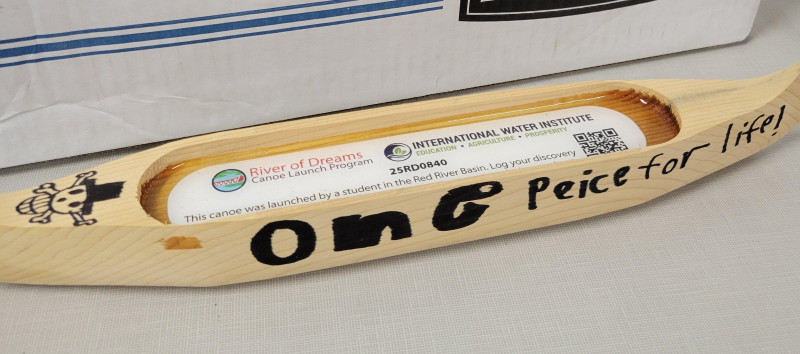 River of Dreams
Canoe Launch Program
INTERNATIONAL WATER INSTITUTE
EDUCATION • AGRICULTURE • PROSPERITY
25RD0840
This canoe was launched by a student in the Red River Basin. Log your discovery
One Peice for life!